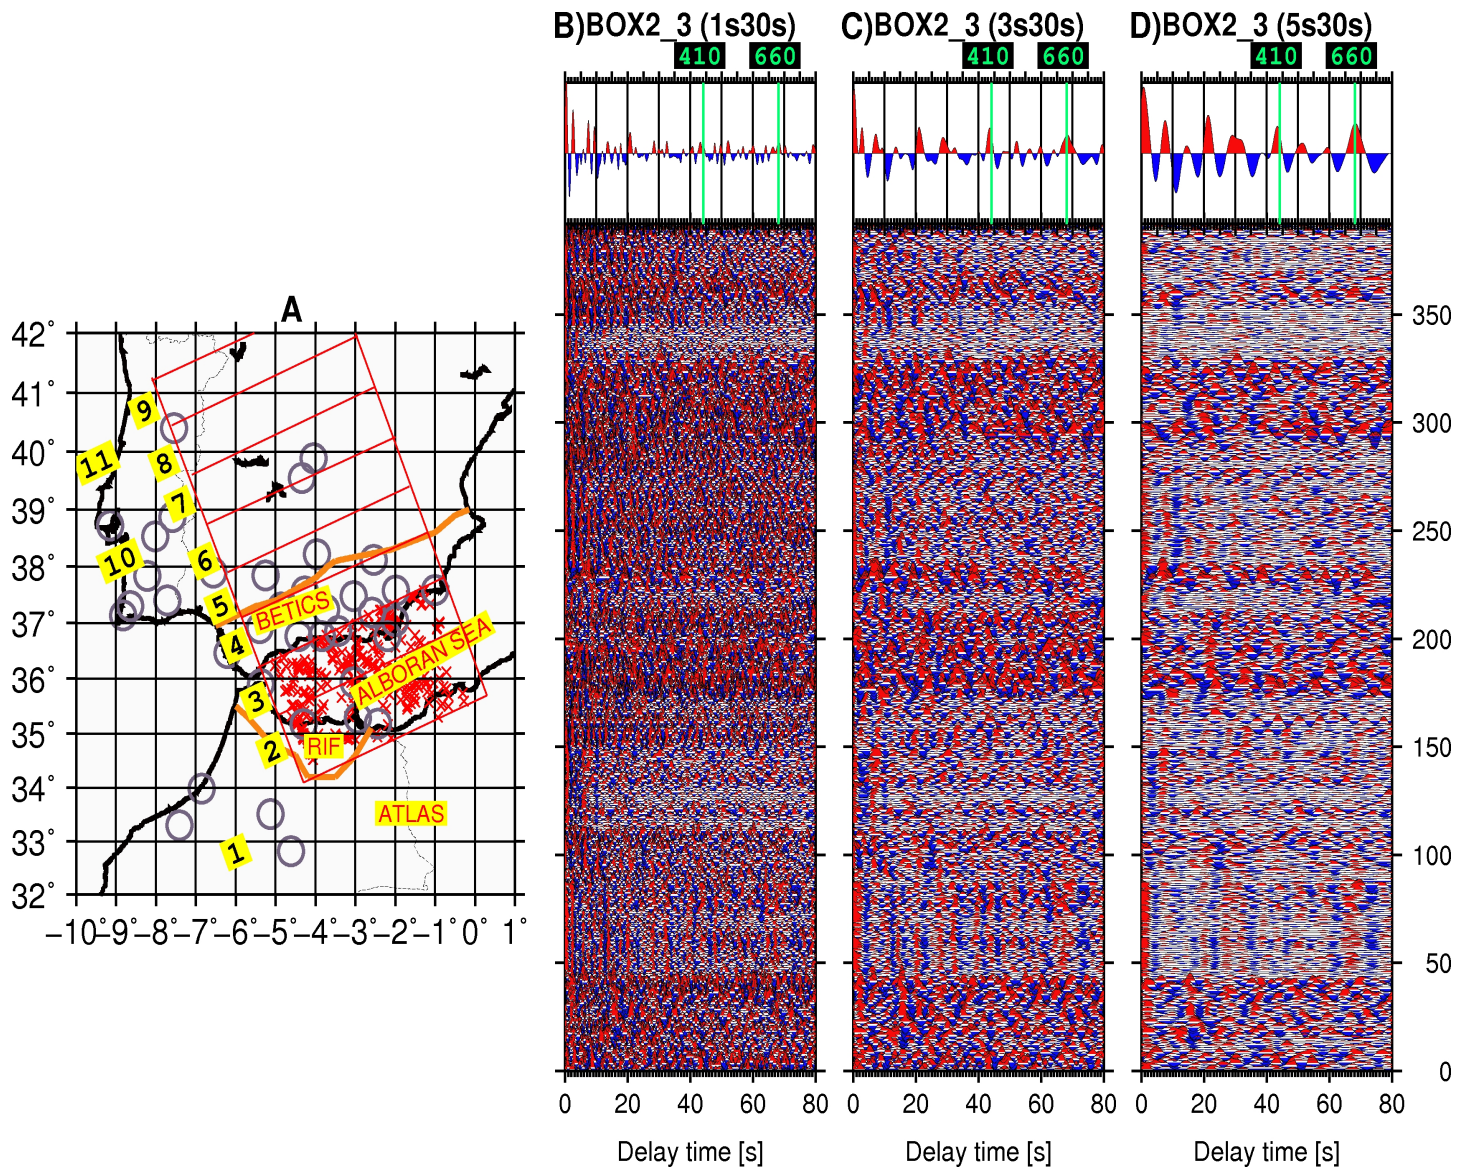 A
42°
41°
40°
39°
38°
37°
36°
35°
34°
33°
32°
−10 −9° −8° −7° −6° −5° −4° −3° −2° −1° 0° 1°
9
11
8
7
10
6
5
4
3
2
1
BETICS
ALBORAN SEA
RIF
ATLAS
B)BOX2_3 (1s30s)
410 660
0 20 40 60 80
Delay time [s]
C)BOX2_3 (3s30s)
410 660
0 20 40 60 80
Delay time [s]
D)BOX2_3 (5s30s)
410 660
350
300
250
200
150
100
50
0
0 20 40 60 80
Delay time [s]